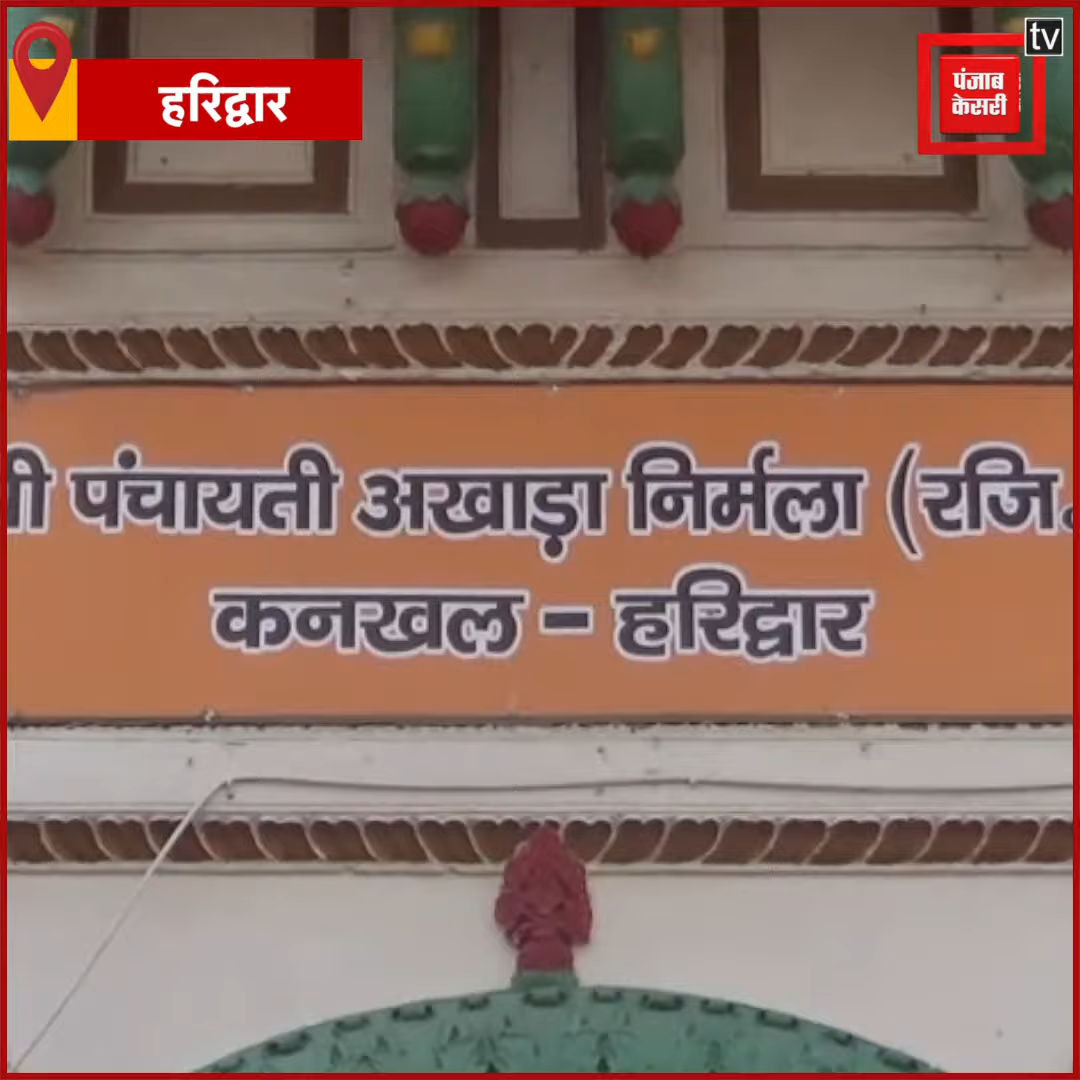 हरिद्वार
tv
पंजाब
केसरी
पंचायती अखाड़ा निर्मला (रजि.
कनखल - हरिद्वार